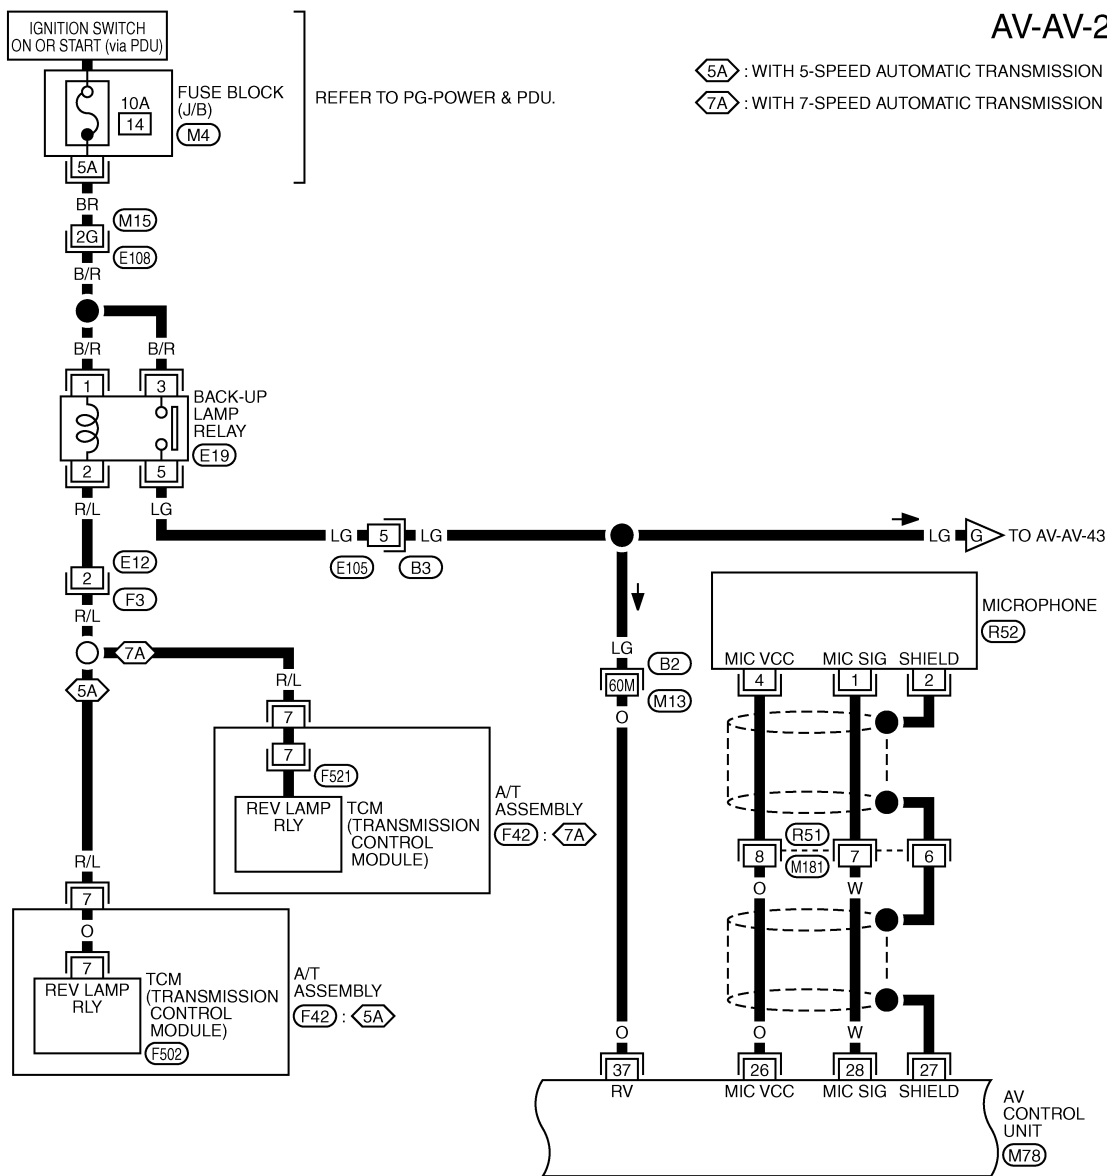 AV-AV-2
IGNITION SWITCH
ON OR START (via PDU)
5A : WITH 5-SPEED AUTOMATIC TRANSMISSION
7A : WITH 7-SPEED AUTOMATIC TRANSMISSION
10A
14
FUSE BLOCK
(J/B)
M4
REFER TO PG-POWER & PDU.
5A
BR
M15
2G
E108
B/R
B/R
B/R
1
3
BACK-UP
LAMP
RELAY
E19
2
5
R/L
LG
LG
5
LG
E105
B3
LG
G
TO AV-AV-43
E12
2
F3
R/L
7A
5A
R/L
7
7
F521
REV LAMP
RLY
TCM
(TRANSMISSION
CONTROL
MODULE)
A/T
ASSEMBLY
F42 : 7A
R/L
7
O
7
REV LAMP
RLY
TCM
(TRANSMISSION
CONTROL
MODULE)
F502
A/T
ASSEMBLY
F42 : 5A
LG
B2
60M
M13
O
O
37
RV
MICROPHONE
R52
MIC VCC
MIC SIG
SHIELD
4
1
2
R51
8
M181
7
6
O
W
O
W
26
28
27
MIC VCC
MIC SIG
SHIELD
AV
CONTROL
UNIT
M78